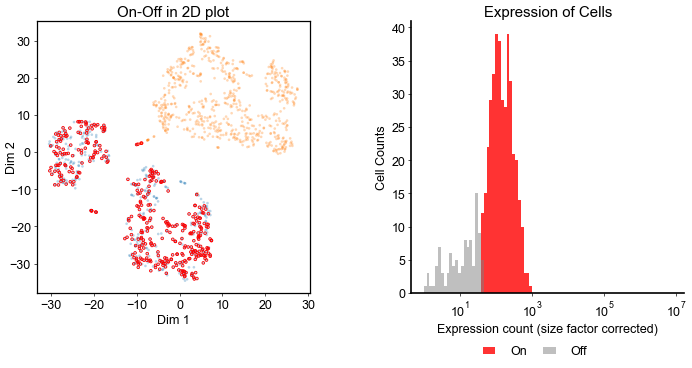 On-Off in 2D plot
Dim 2
30
20
10
0
−10
−20
−30
−30 −20 −10 0 10 20 30
Dim 1
Expression of Cells
Cell Counts
40
35
30
25
20
15
10
5
0
10^1 10^3 10^5 10^7
Expression count (size factor corrected)
On Off